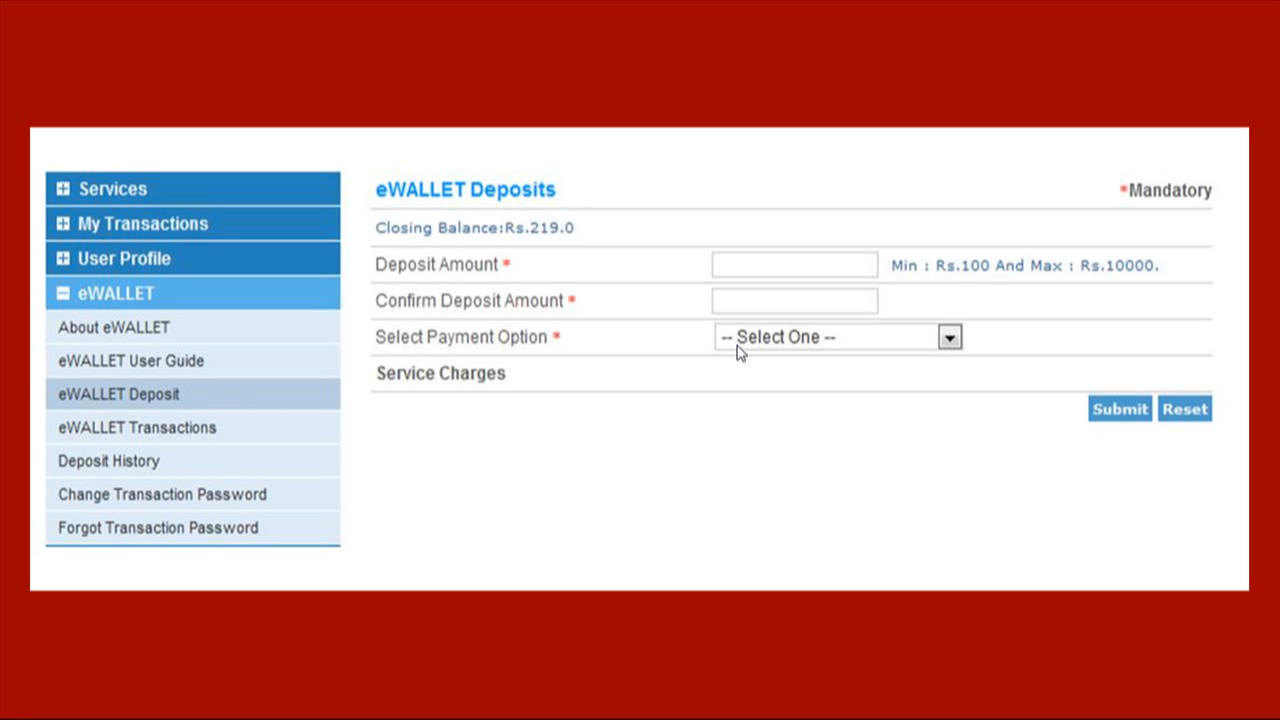 Services
My Transactions
User Profile
eWALLET
About eWALLET
eWALLET User Guide
eWALLET Deposit
eWALLET Transactions
Deposit History
Change Transaction Password
Forgot Transaction Password
eWALLET Deposits *Mandatory
Closing Balance:Rs.219.0
Deposit Amount * Min : Rs.100 And Max : Rs.10000.
Confirm Deposit Amount *
Select Payment Option * -- Select One --
Service Charges
Submit Reset